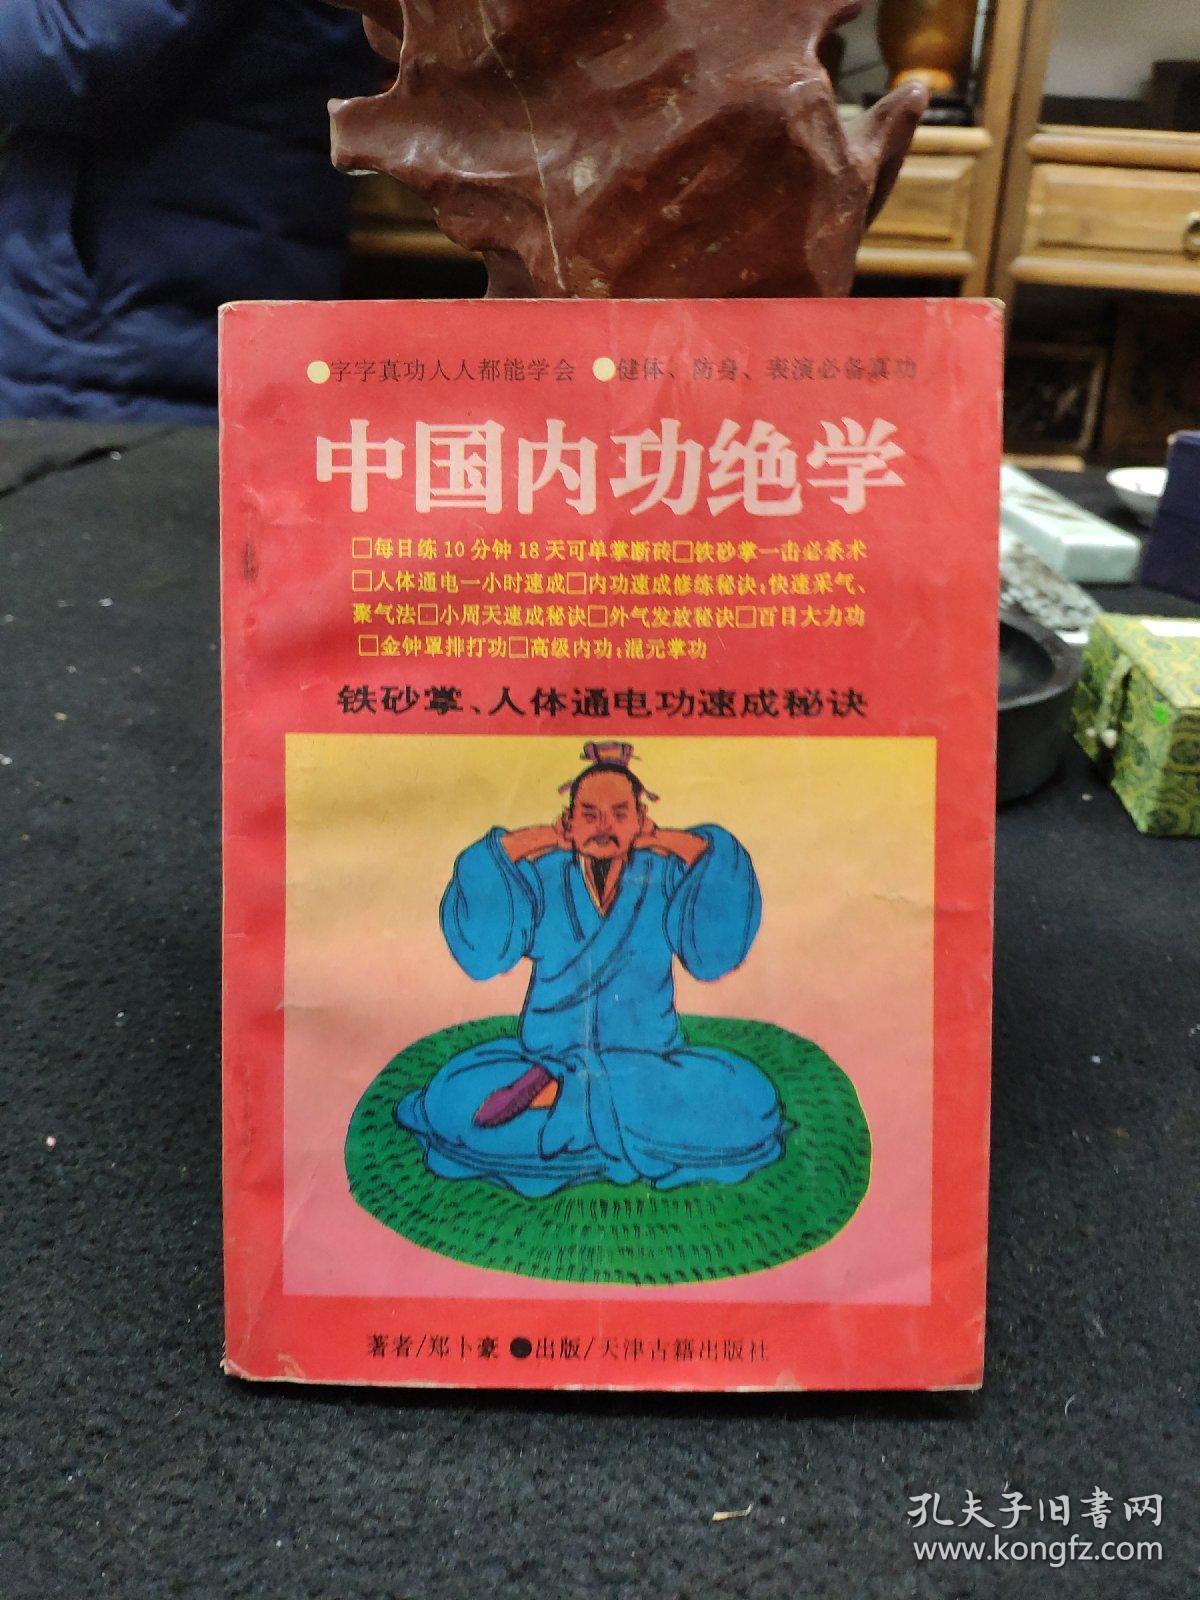 ●字字真功人人都能学会 ●健体、防身、表演必备真功
中国内功绝学
□每日练10分钟18天可单掌断砖□铁砂掌一击必杀术
□人体通电一小时速成□内功速成修练秘诀：快速采气、
聚气法□小周天速成秘诀□外气发放秘诀□百日大力功
□金钟罩排打功□高级内功：混元掌功
铁砂掌、人体通电功速成秘诀
著者/郑卜豪●出版/天津古籍出版社
孔夫子旧书网
www.kongfz.com